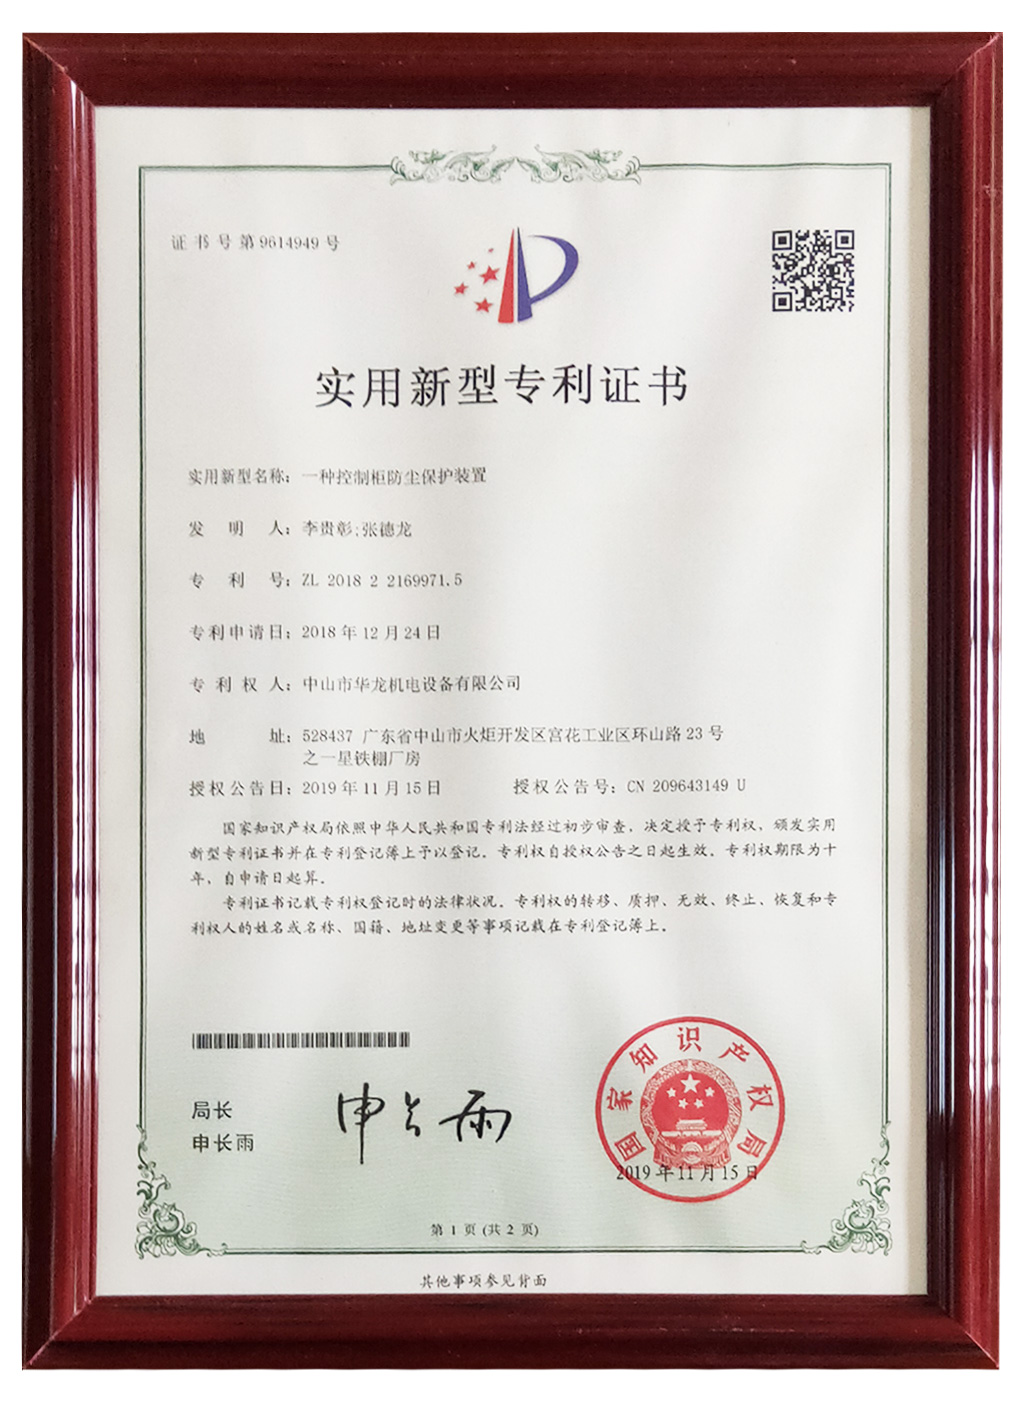 证书号第9614949号
实用新型专利证书
实用新型名称：一种控制柜防尘保护装置
发明人：李贵彰;张德龙
专利号：ZL 2018 2 2169971.5
专利申请日：2018年12月24日
专利权人：中山市华龙机电设备有限公司
地址：528437 广东省中山市火炬开发区宫花工业区环山路23号
之一星铁棚厂房
授权公告日：2019年11月15日 授权公告号：CN 209643149 U
国家知识产权局依照中华人民共和国专利法经过初步审查，决定授予专利权，颁发实用
新型专利证书并在专利登记簿上予以登记。专利权自授权公告之日起生效。专利权期限为十
年，自申请日起算。
专利证书记载专利权登记时的法律状况。专利权的转移、质押、无效、终止、恢复和专
利权人的姓名或名称、国籍、地址变更等事项记载在专利登记簿上。
局长
申长雨
申长雨
国家知识产权局
2019年11月15日
第1页(共2页)
其他事项参见背面